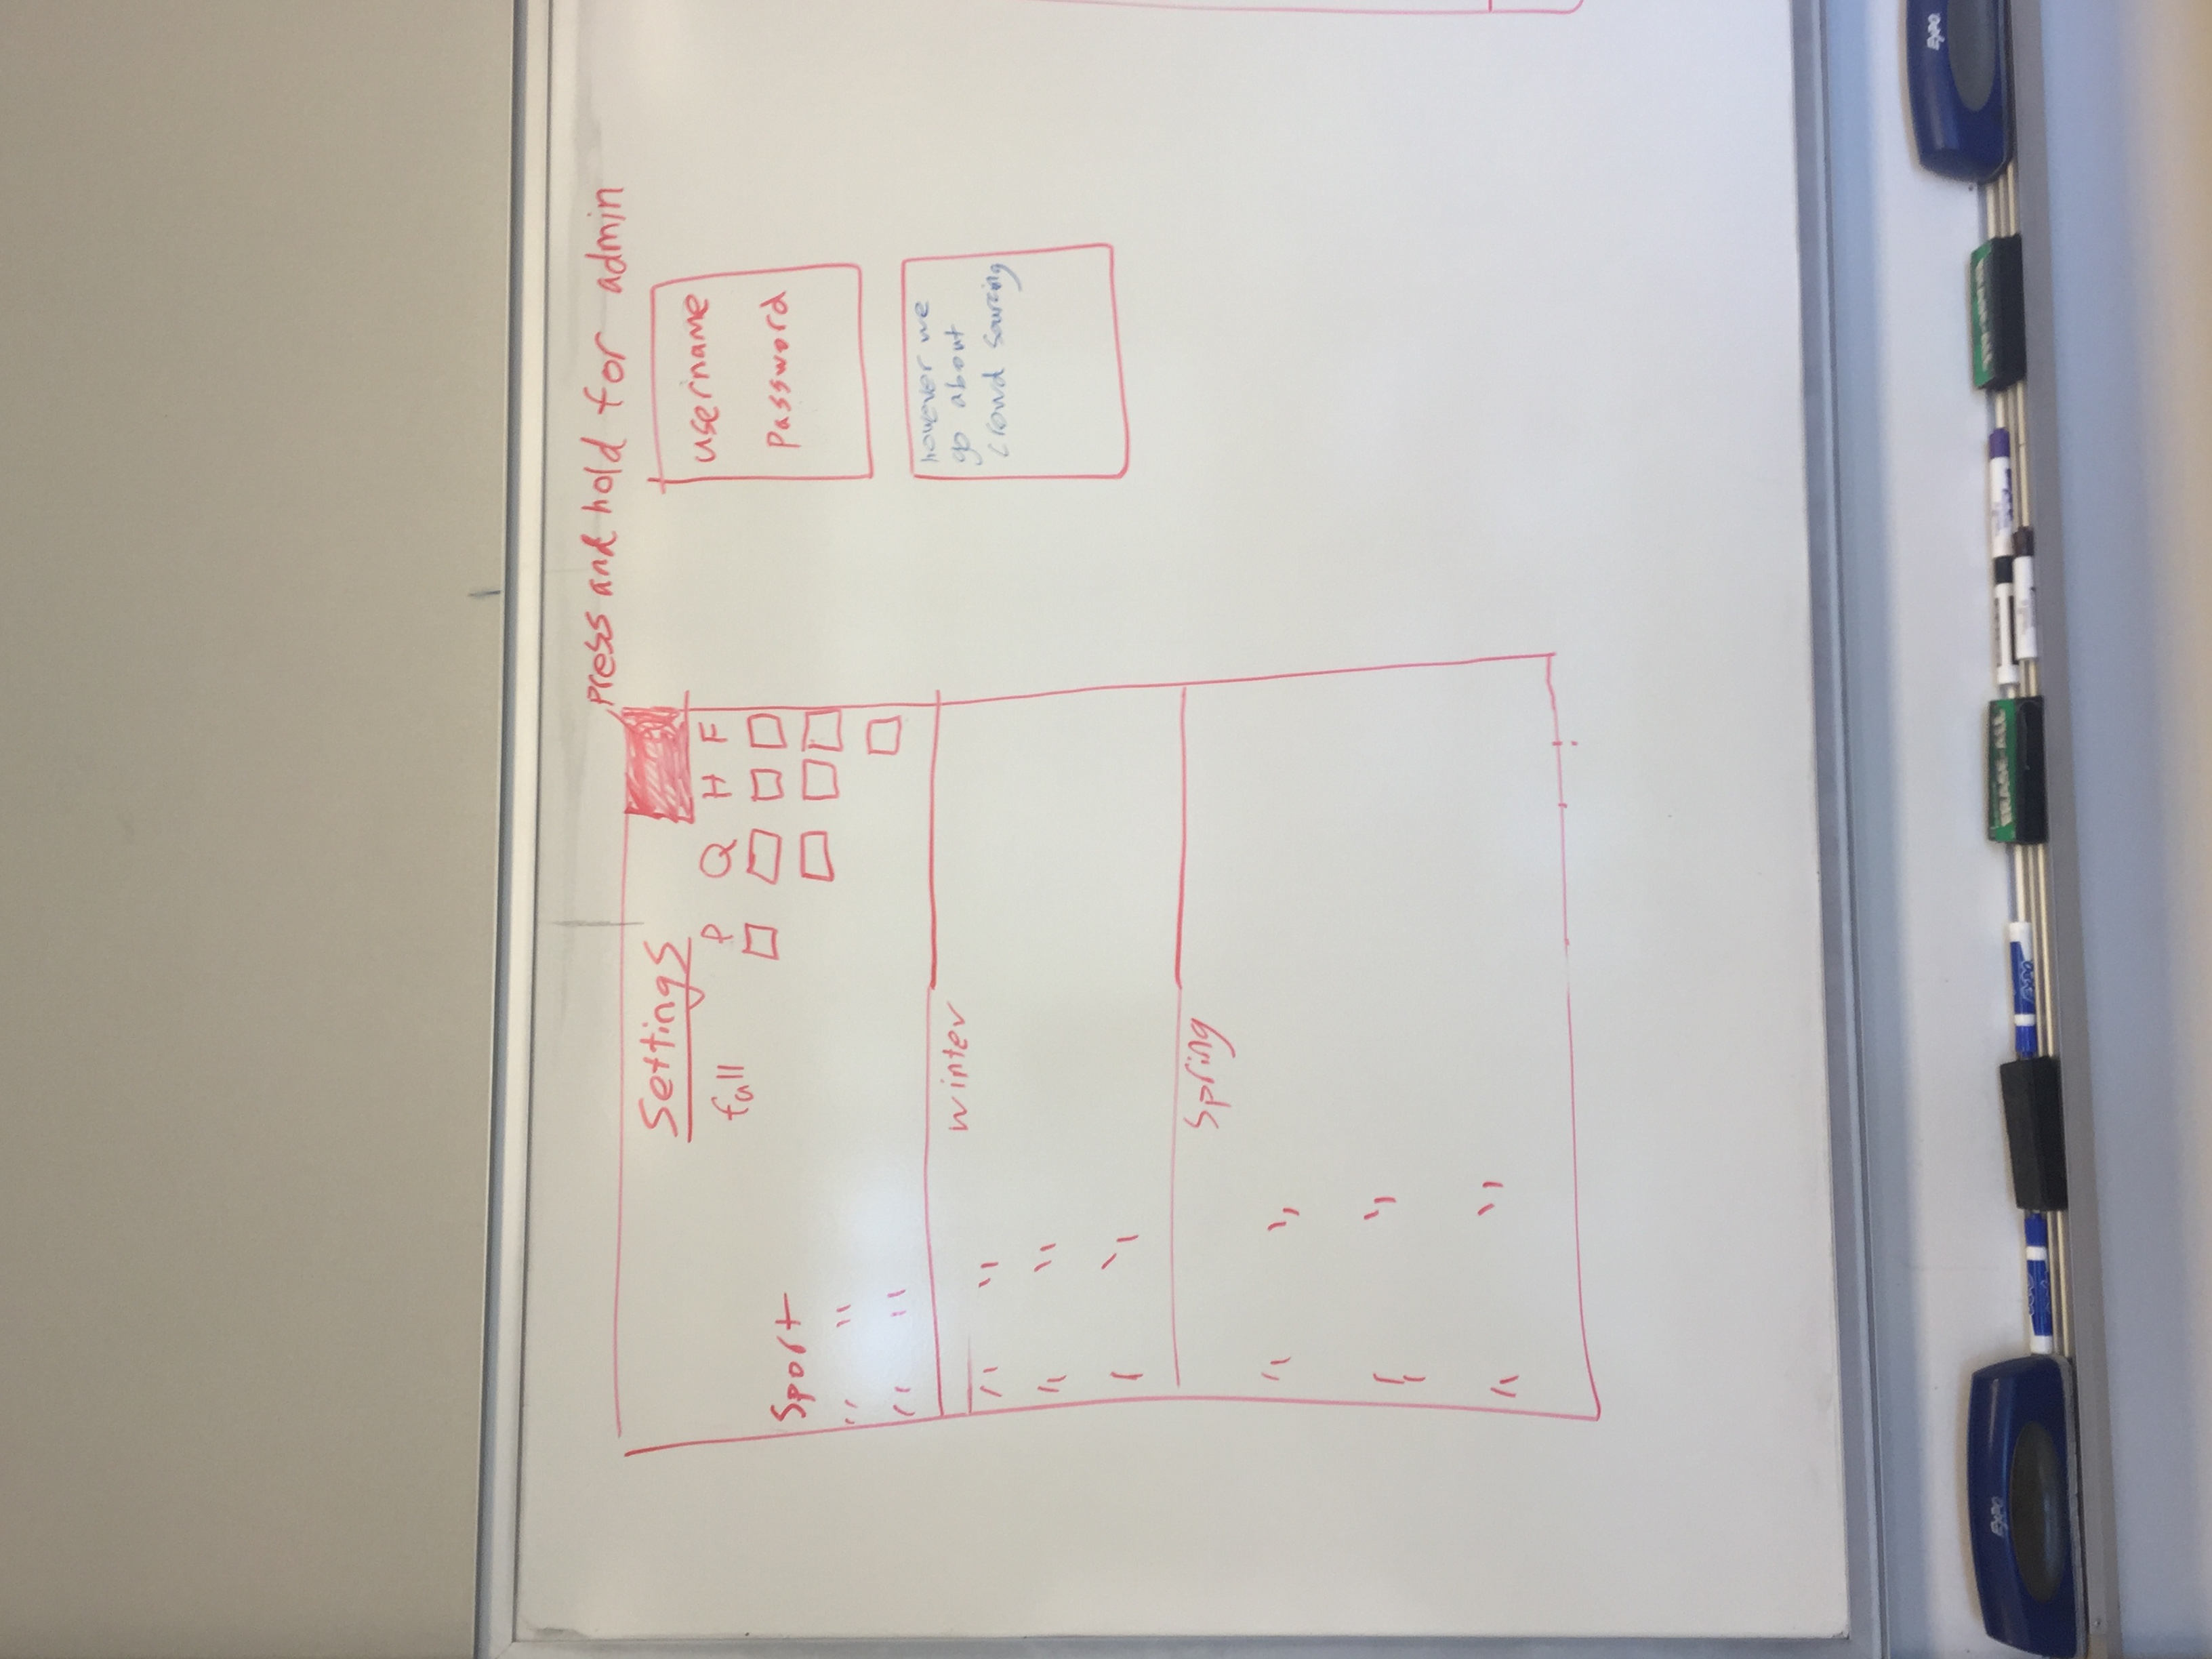 press and hold for admin
Settings
fall
P Q H F
Sport
" "
" "
winter
" "
" "
" "
Spring
" "
" "
" "
username
password
however we
go about
crowd sourcing
EXPO
EXPO
ERASE-ALL
EXPO